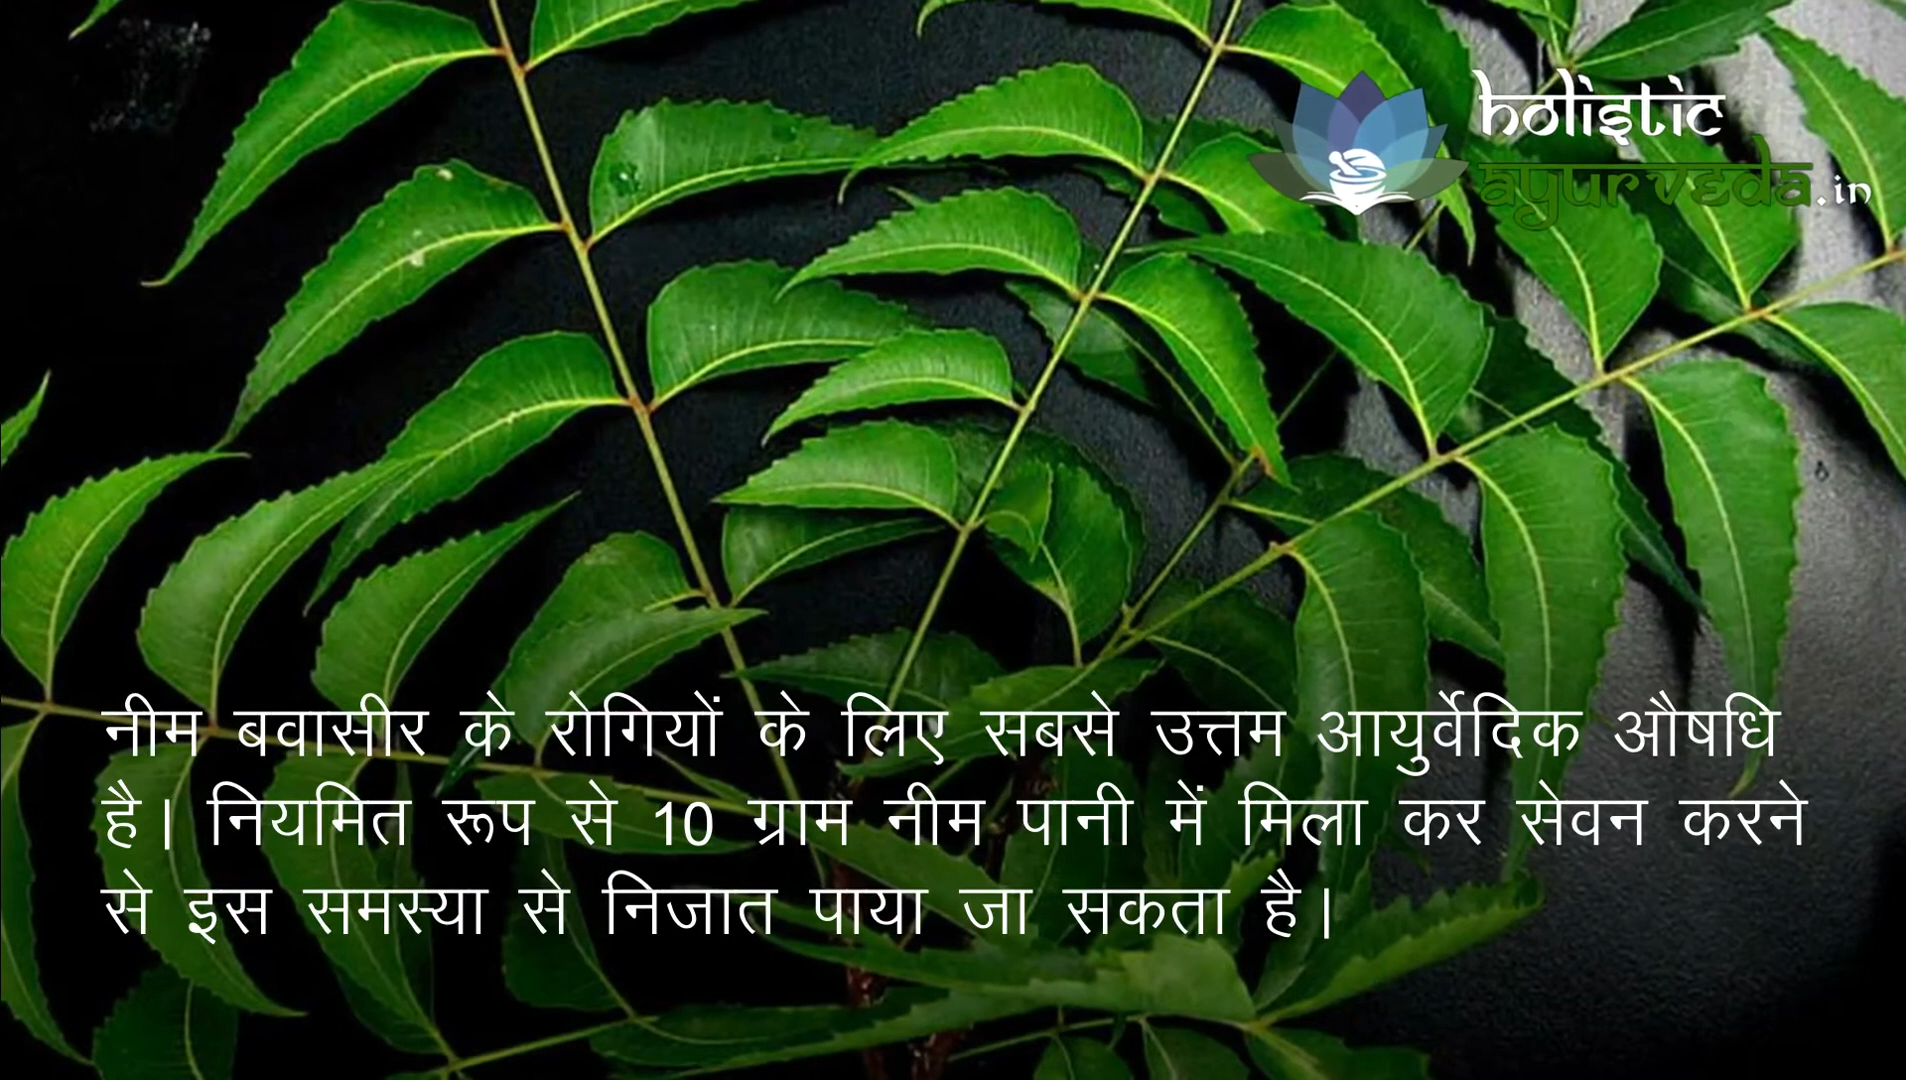 holistic
ayurveda.in
नीम बवासीर के रोगियों के लिए सबसे उत्तम आयुर्वेदिक औषधि
है। नियमित रूप से 10 ग्राम नीम पानी में मिला कर सेवन करने
से इस समस्या से निजात पाया जा सकता है।